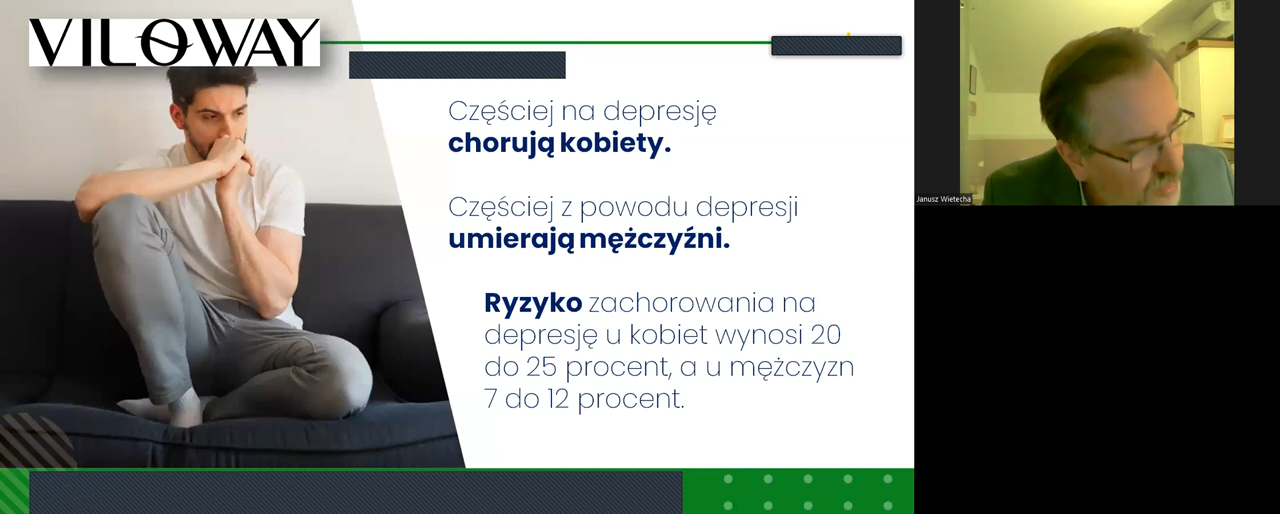 VILOWAY
Częściej na depresję
chorują kobiety.
Częściej z powodu depresji
umierają mężczyźni.
Ryzyko zachorowania na
depresję u kobiet wynosi 20
do 25 procent, a u mężczyzn
7 do 12 procent.
Janusz Wietecha